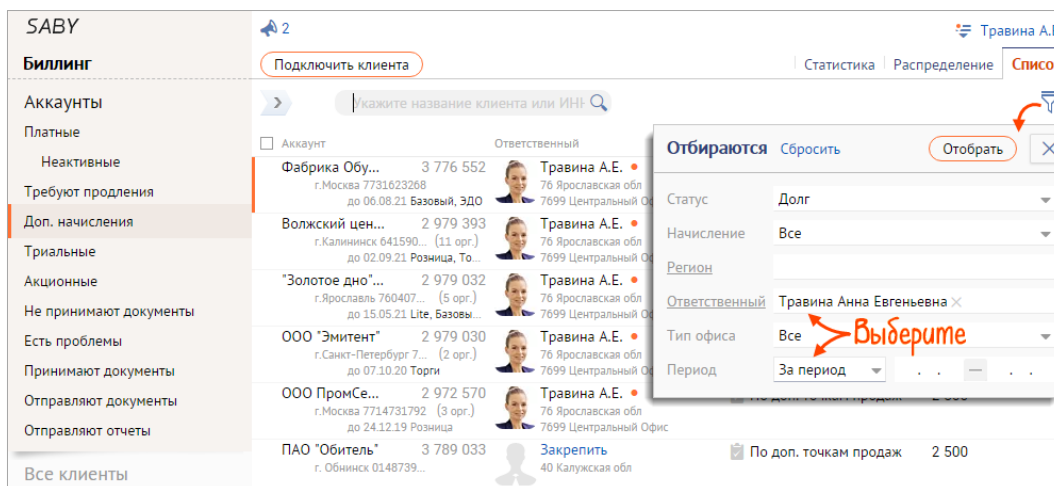 SABY
2
Травина А.Е
Биллинг
Подключить клиента
Статистика
Распределение
Список
Аккаунты
Укажите название клиента или ИНН
Платные
Неактивные
Требуют продления
Доп. начисления
Триальные
Акционные
Не принимают документы
Есть проблемы
Принимают документы
Отправляют документы
Отправляют отчеты
Все клиенты
Аккаунт
Ответственный
Фабрика Обу... 3 776 552
Травина А.Е.
г.Москва 7731623268
76 Ярославская обл
до 06.08.21 Базовый, ЭДО
7699 Центральный Оф
Волжский цен... 2 979 393
Травина А.Е.
г.Калининск 641590... (11 орг.)
76 Ярославская обл
до 02.09.21 Розница, То...
7699 Центральный Оф
"Золотое дно"... 2 979 032
Травина А.Е.
г.Ярославль 760407... (5 орг.)
76 Ярославская обл
до 15.05.21 Lite, Базовы...
7699 Центральный Оф
ООО "Эмитент" 2 979 030
Травина А.Е.
г.Санкт-Петербург 7... (2 орг.)
76 Ярославская обл
до 07.10.20 Торги
7699 Центральный Оф
ООО ПромСе... 2 972 570
Травина А.Е.
г.Москва 7714731792 (3 орг.)
76 Ярославская обл
до 24.12.19 Розница
7699 Центральный Офис
ПАО "Обитель" 3 789 033
Закрепить
г. Обнинск 0148739...
40 Калужская обл
По доп. точкам продаж 2 500
Отбираются Сбросить
Отобрать
Статус Долг
Начисление Все
Регион
Ответственный Травина Анна Евгеньевна
Тип офиса Все
Выберите
Период За период . . — . .